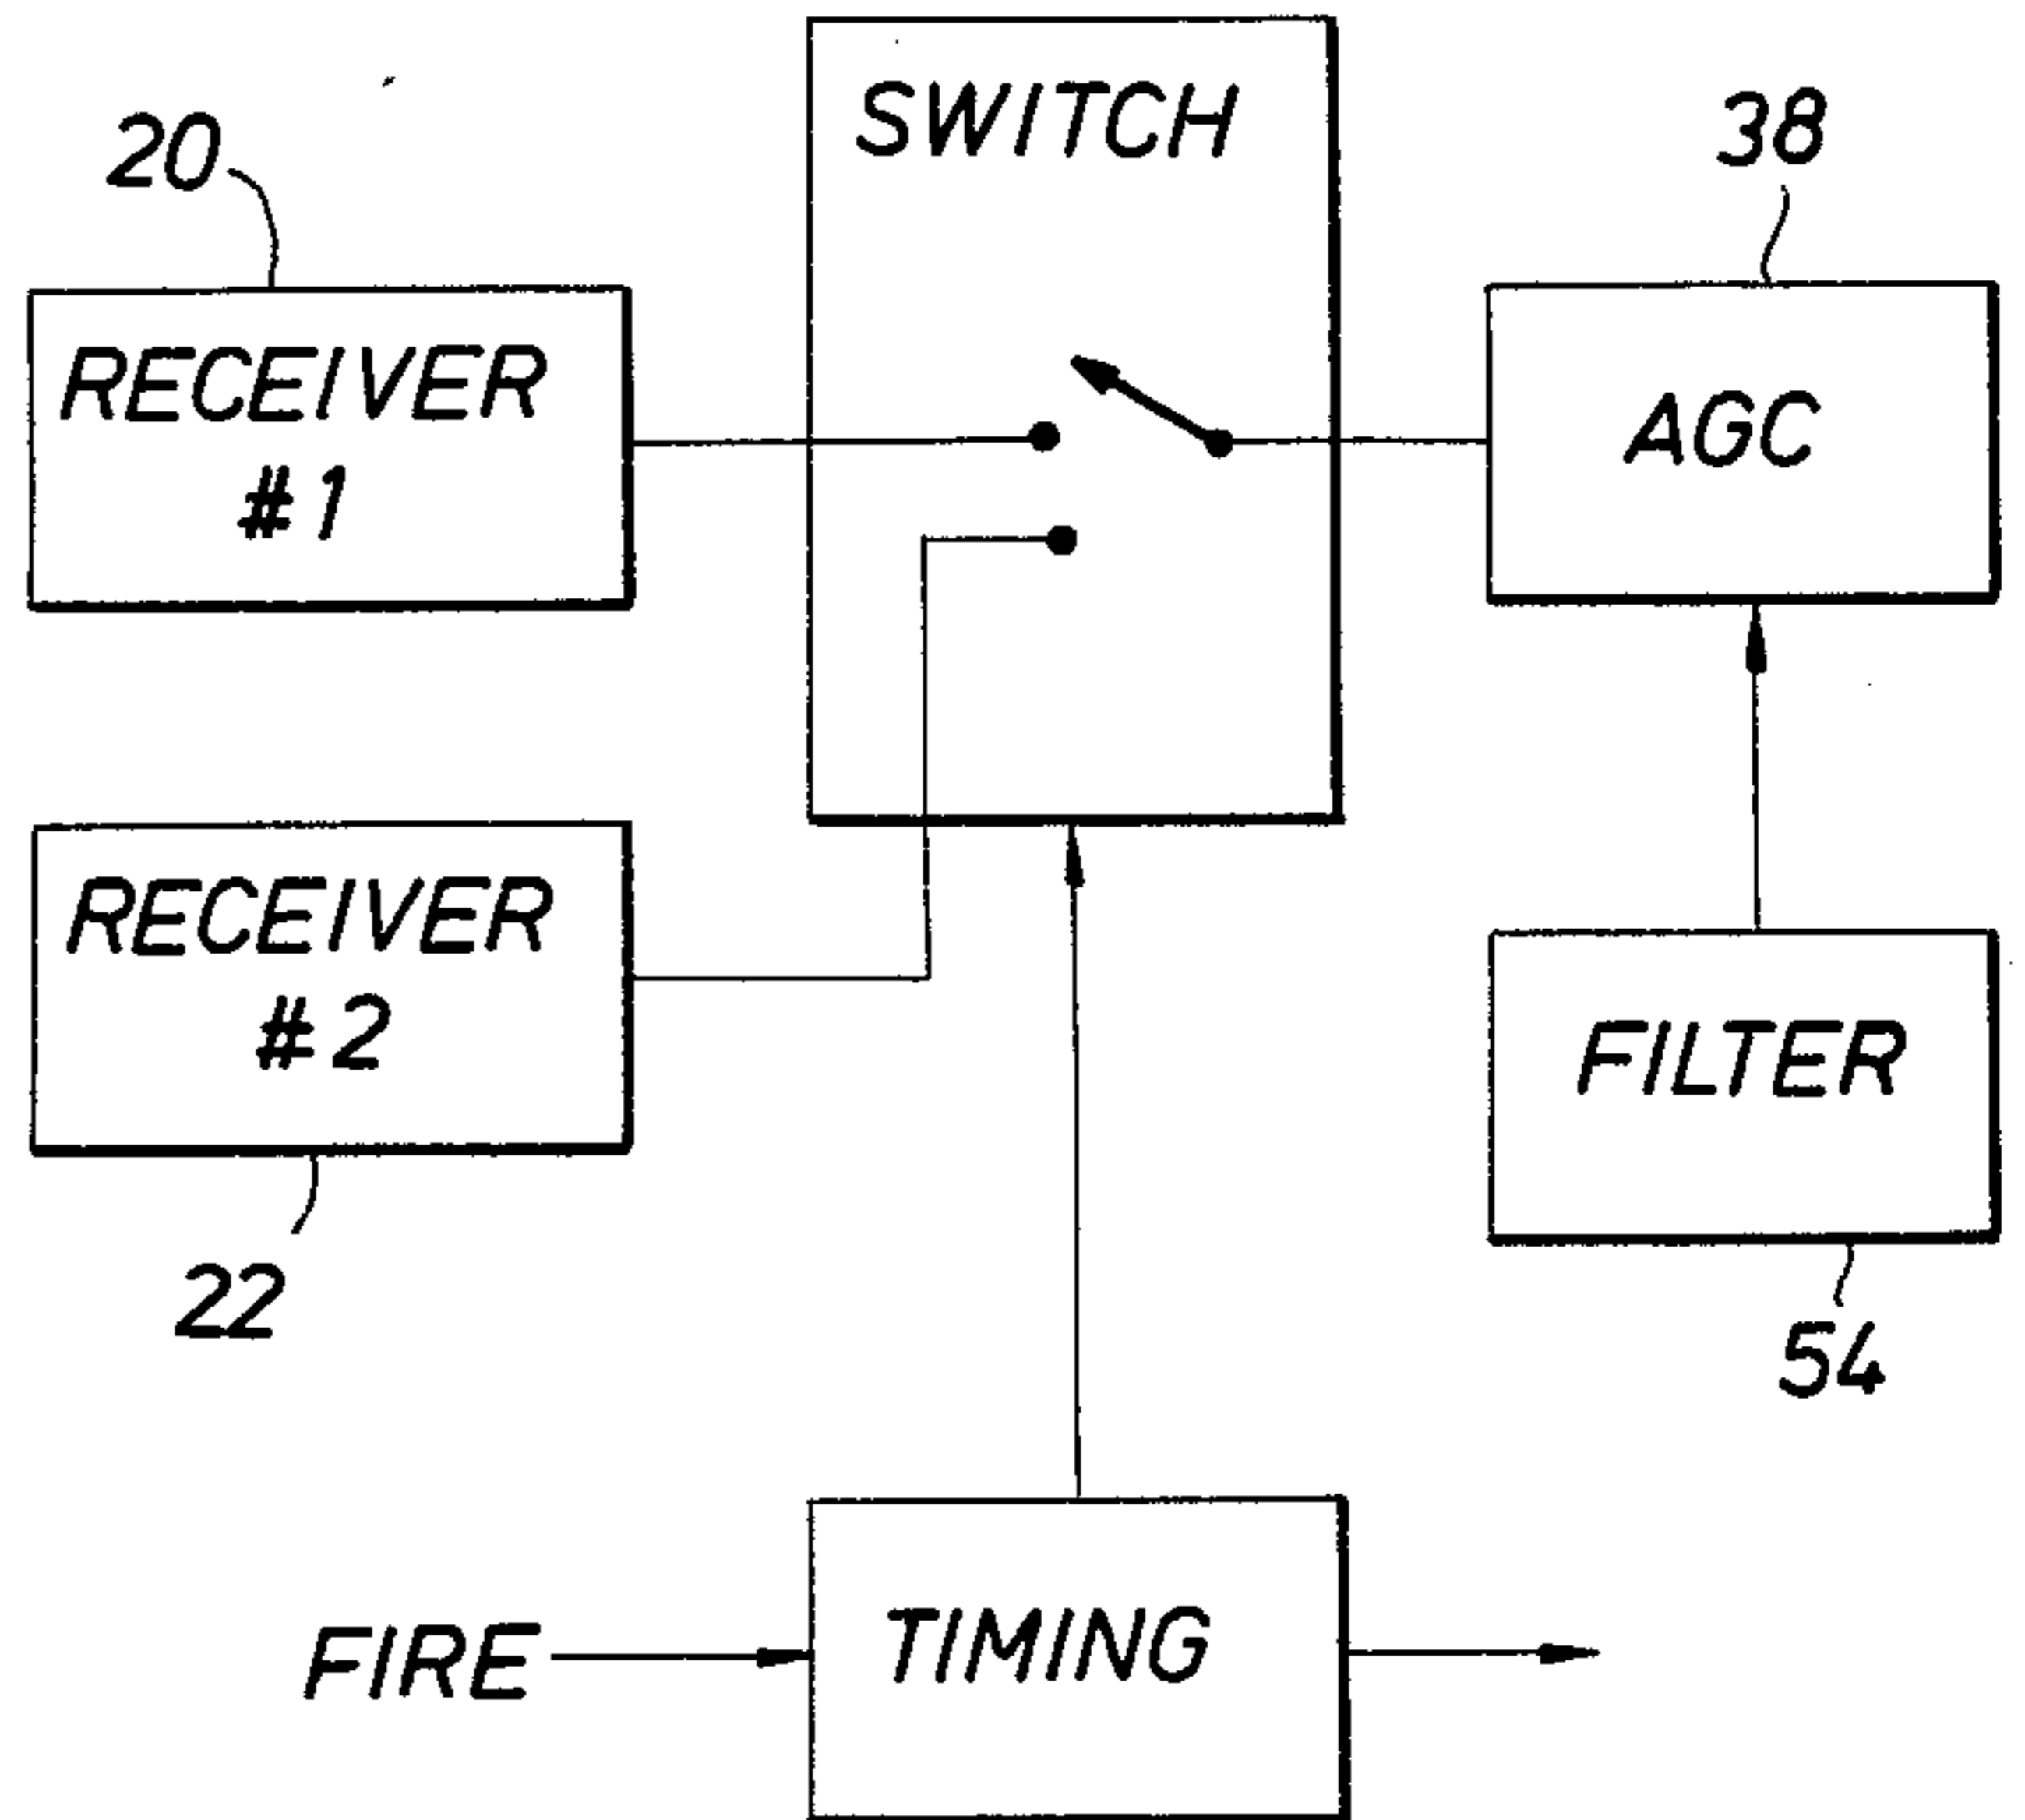 20
SWITCH
38
RECEIVER
#1
AGC
RECEIVER
#2
FILTER
22
54
FIRE
TIMING